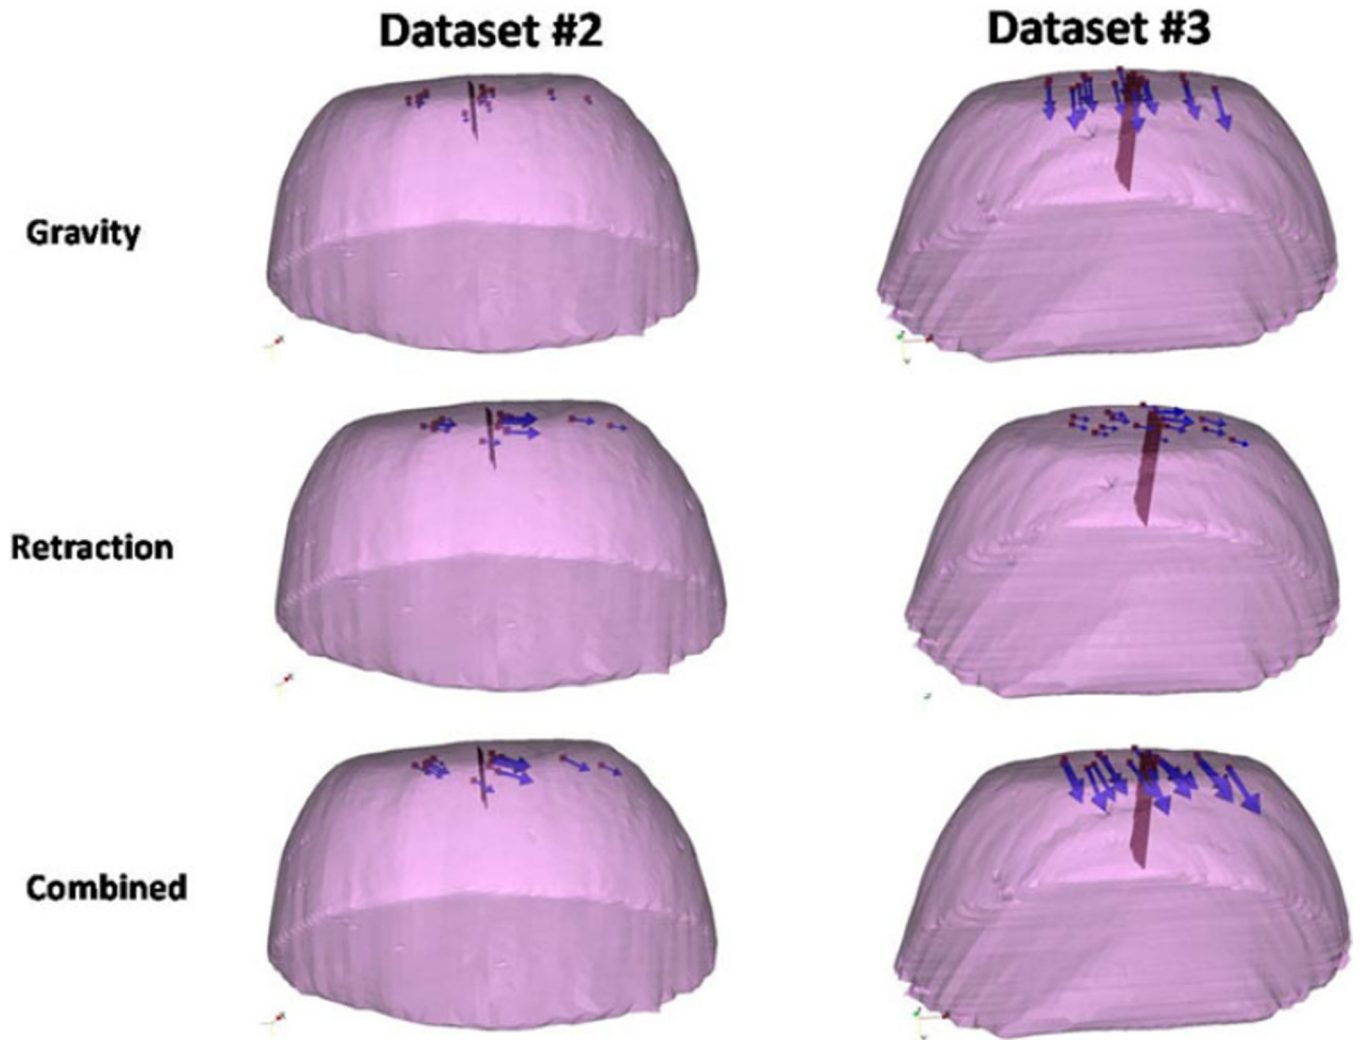 Dataset #2
Dataset #3
Gravity
Retraction
Combined